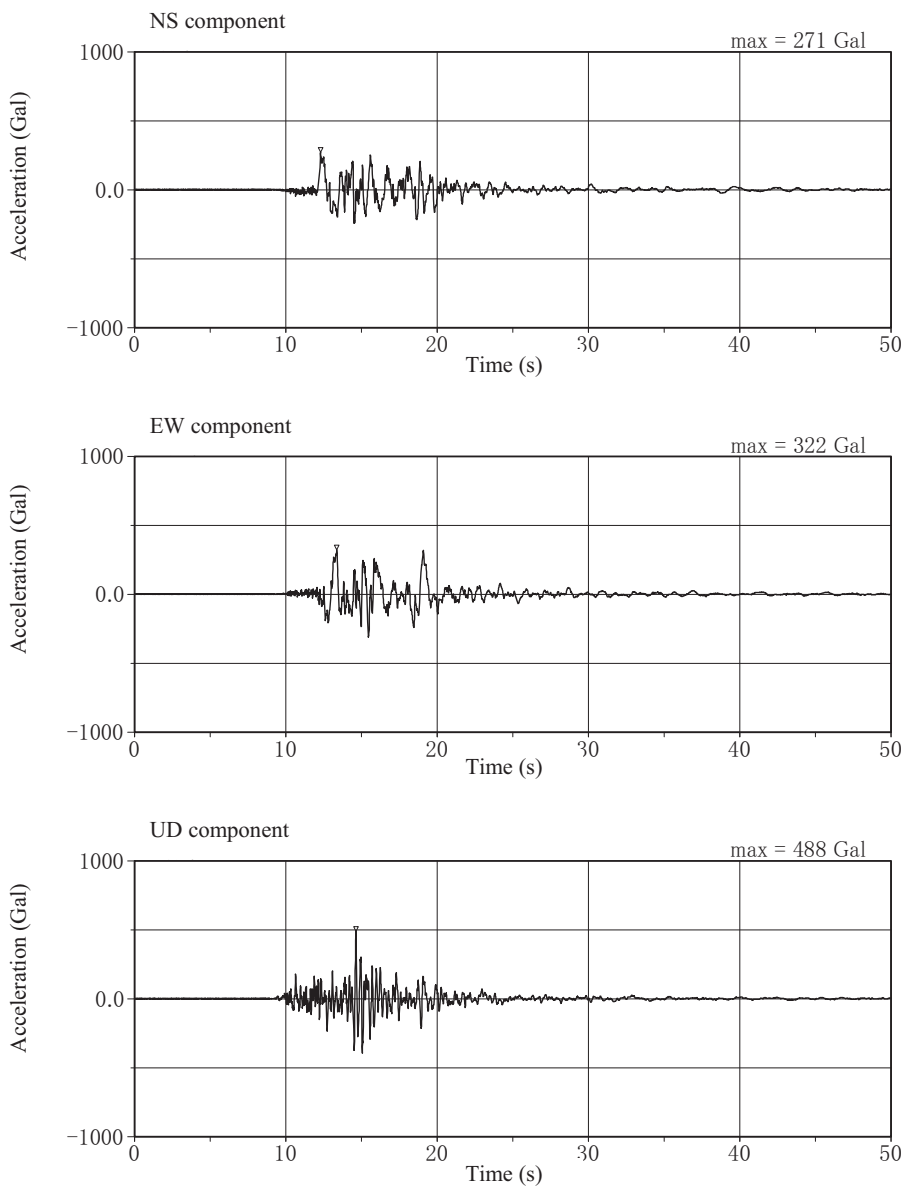 NS component
max = 271 Gal
1000
0.0
−1000
Acceleration (Gal)
0 10 20 30 40 50
Time (s)
EW component
max = 322 Gal
1000
0.0
−1000
Acceleration (Gal)
0 10 20 30 40 50
Time (s)
UD component
max = 488 Gal
1000
0.0
−1000
Acceleration (Gal)
0 10 20 30 40 50
Time (s)